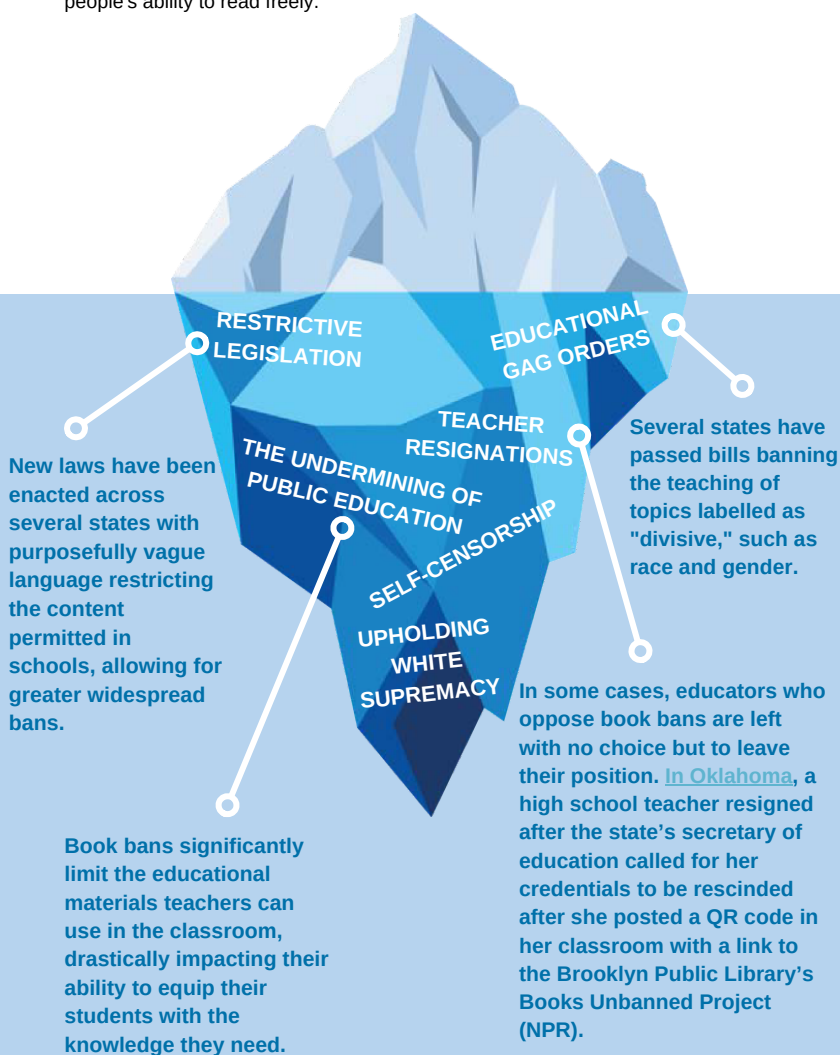 people's ability to read freely.
RESTRICTIVE
LEGISLATION
EDUCATIONAL
GAG ORDERS
TEACHER
RESIGNATIONS
THE UNDERMINING OF
PUBLIC EDUCATION
SELF-CENSORSHIP
UPHOLDING
WHITE
SUPREMACY
New laws have been
enacted across
several states with
purposefully vague
language restricting
the content
permitted in
schools, allowing for
greater widespread
bans.
Several states have
passed bills banning
the teaching of
topics labelled as
"divisive," such as
race and gender.
Book bans significantly
limit the educational
materials teachers can
use in the classroom,
drastically impacting their
ability to equip their
students with the
knowledge they need.
In some cases, educators who
oppose book bans are left
with no choice but to leave
their position. In Oklahoma, a
high school teacher resigned
after the state’s secretary of
education called for her
credentials to be rescinded
after she posted a QR code in
her classroom with a link to
the Brooklyn Public Library’s
Books Unbanned Project
(NPR).